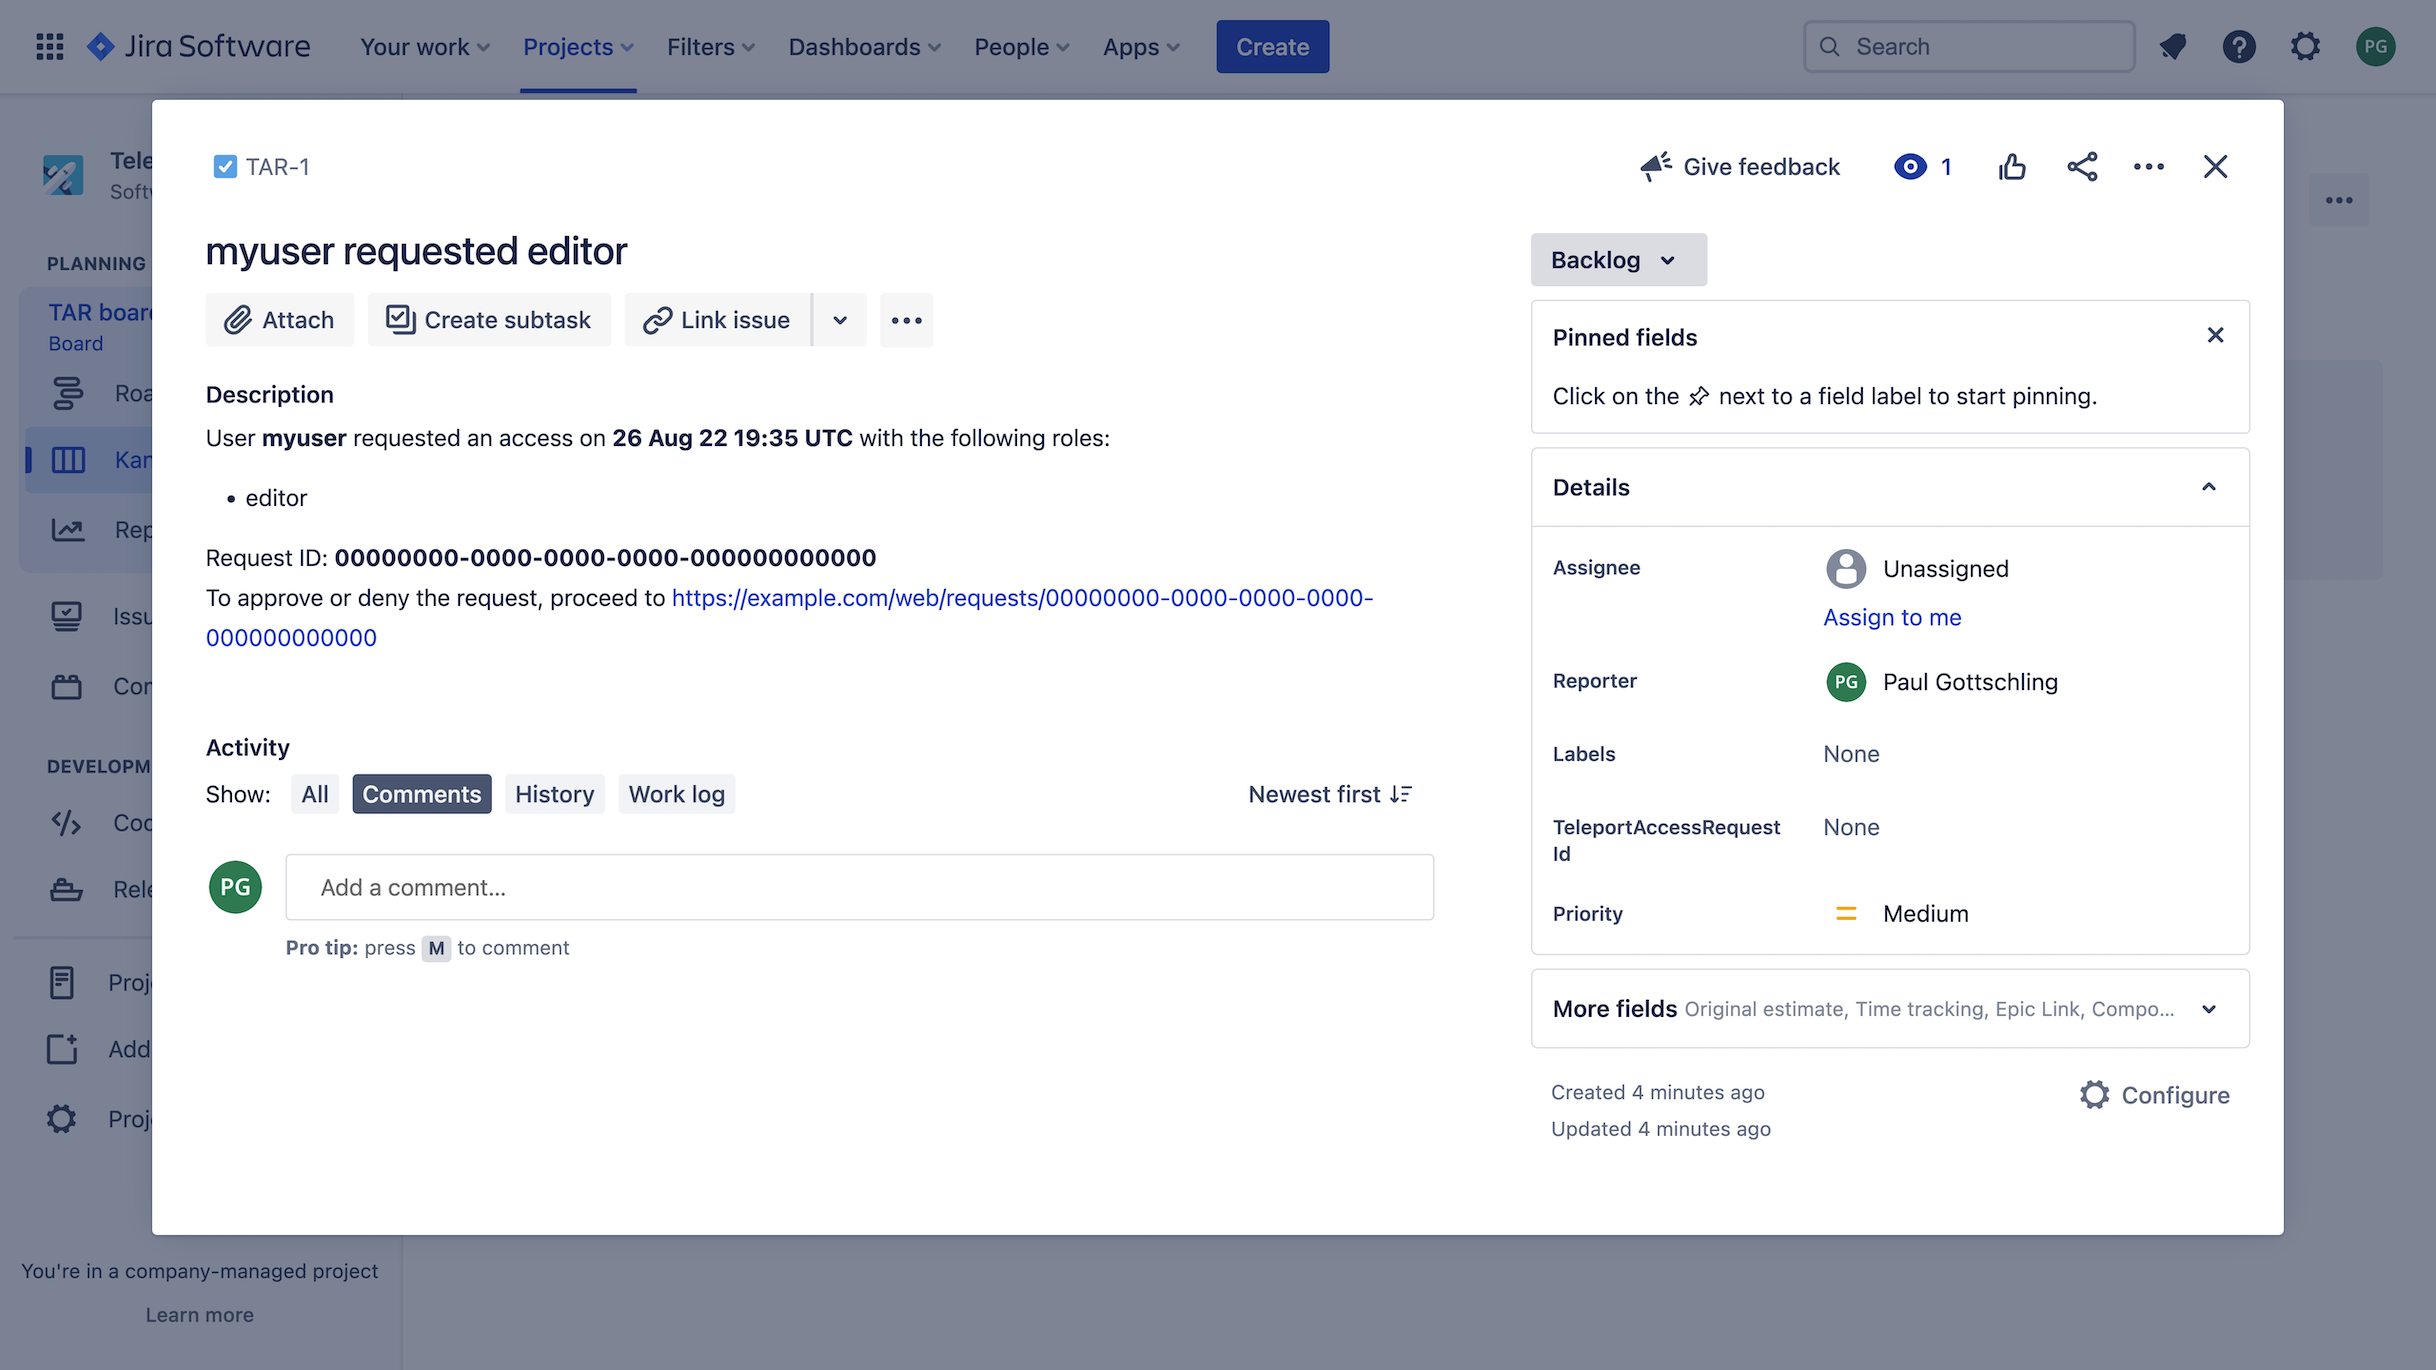 Jira Software
Your work
Projects
Filters
Dashboards
People
Apps
Create
Search
PG
Tele
Softw
PLANNING
TAR board
Board
Roa
Kan
Rep
Issu
Con
DEVELOPM
Coc
Rele
Proj
Add
Proj
You're in a company-managed project
Learn more
TAR-1
Give feedback
1
myuser requested editor
Attach
Create subtask
Link issue
Description
User myuser requested an access on 26 Aug 22 19:35 UTC with the following roles:
• editor
Request ID: 00000000-0000-0000-0000-000000000000
To approve or deny the request, proceed to https://example.com/web/requests/00000000-0000-0000-0000-
000000000000
Activity
Show:
All
Comments
History
Work log
Newest first
PG
Add a comment...
Pro tip: press M to comment
Backlog
Pinned fields
Click on the next to a field label to start pinning.
Details
Assignee
Unassigned
Assign to me
Reporter
PG
Paul Gottschling
Labels
None
TeleportAccessRequest
Id
None
Priority
Medium
More fields Original estimate, Time tracking, Epic Link, Compo...
Created 4 minutes ago
Updated 4 minutes ago
Configure